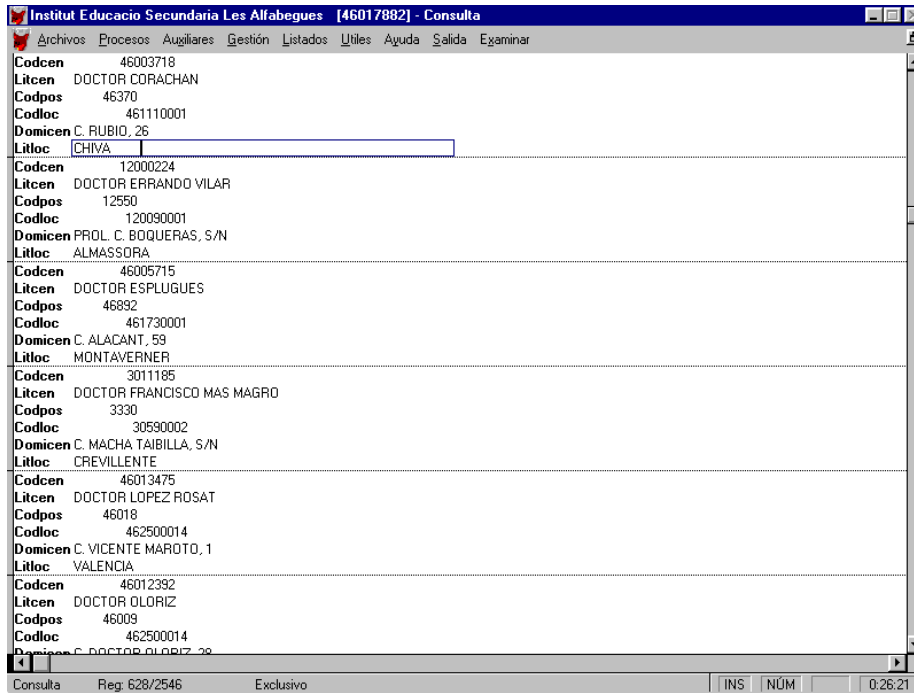 Institut Educacio Secundaria Les Alfabegues [46017882] - Consulta
Archivos Procesos Auxiliares Gestión Listados Utiles Ayuda Salida Examinar
Codcen 46003718
Litcen DOCTOR CORACHAN
Codpos 46370
Codloc 461110001
Domicen C. RUBIO, 26
Litloc CHIVA
Codcen 12000224
Litcen DOCTOR ERRANDO VILAR
Codpos 12550
Codloc 120090001
Domicen PROL. C. BOQUERAS, S/N
Litloc ALMASSORA
Codcen 46005715
Litcen DOCTOR ESPLUGUES
Codpos 46892
Codloc 461730001
Domicen C. ALACANT, 59
Litloc MONTAVERNER
Codcen 3011185
Litcen DOCTOR FRANCISCO MAS MAGRO
Codpos 3330
Codloc 30590002
Domicen C. MACHA TAIBILLA, S/N
Litloc CREVILLENTE
Codcen 46013475
Litcen DOCTOR LOPEZ ROSAT
Codpos 46018
Codloc 462500014
Domicen C. VICENTE MAROTO, 1
Litloc VALENCIA
Codcen 46012392
Litcen DOCTOR OLORIZ
Codpos 46009
Codloc 462500014
Domicen C. DOCTOR OLORIZ, 28
Consulta Reg: 628/2546 Exclusivo INS NÚM 0:26:21